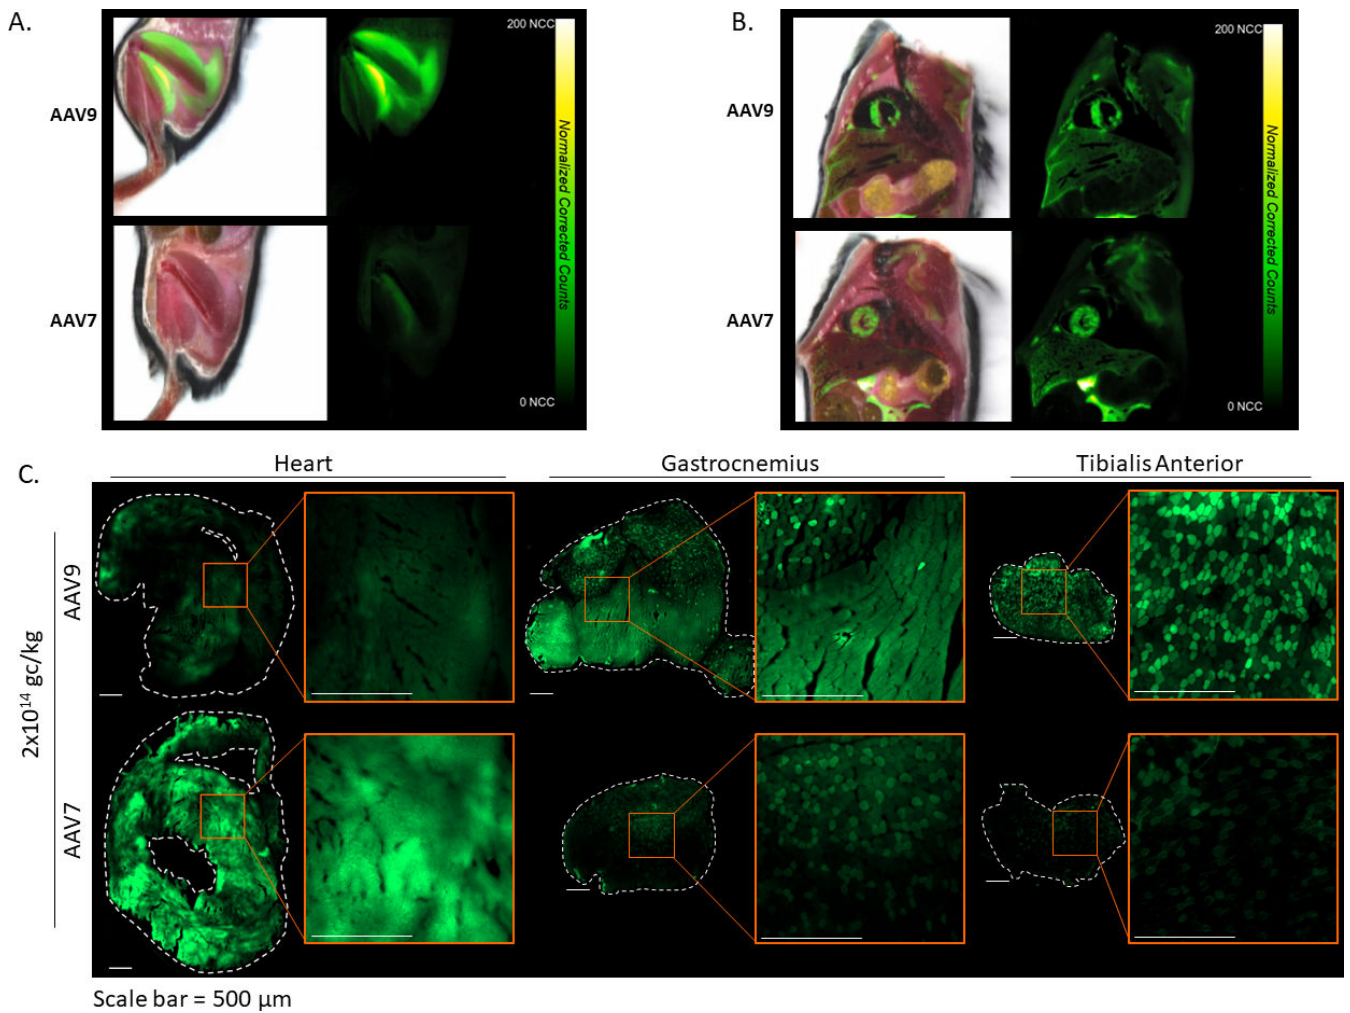 A.
200 NCC
AAV9
Normalized Corrected Counts
AAV7
0 NCC
B.
200 NCC
AAV9
Normalized Corrected Counts
AAV7
0 NCC
C.
Heart
Gastrocnemius
Tibialis Anterior
2x10¹⁴ gc/kg
AAV9
AAV7
Scale bar = 500 µm